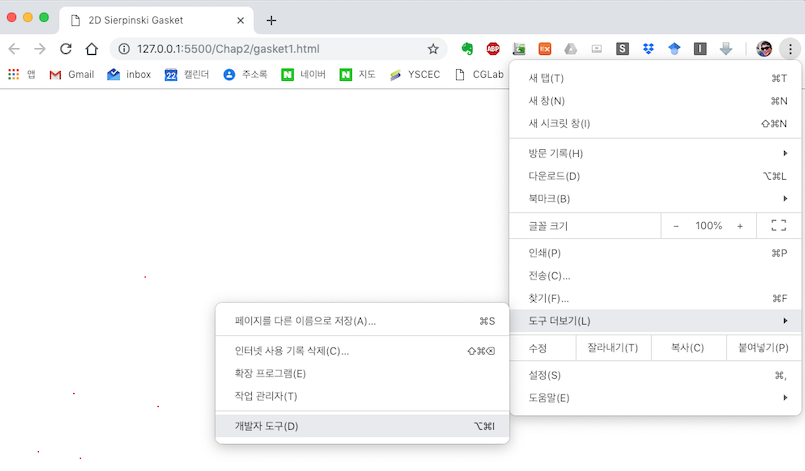 2D Sierpinski Gasket
127.0.0.1:5500/Chap2/gasket1.html
ABP
S
맵 Gmail inbox 22 캘린더 주소록 N 네이버 N 지도 YSCEC CGLab
새 탭(T) ⌘T
새 창(N) ⌘N
새 시크릿 창(I) ⇧⌘N
방문 기록(H)
다운로드(D) ⌥⌘L
북마크(B)
글꼴 크기 − 100% +
인쇄(P) ⌘P
전송(C)...
찾기(F)... ⌘F
도구 더보기(L)
수정 잘라내기(T) 복사(C) 붙여넣기(P)
설정(S) ⌘,
도움말(E)
페이지를 다른 이름으로 저장(A)... ⌘S
인터넷 사용 기록 삭제(C)... ⇧⌘⌫
확장 프로그램(E)
작업 관리자(T)
개발자 도구(D) ⌥⌘I